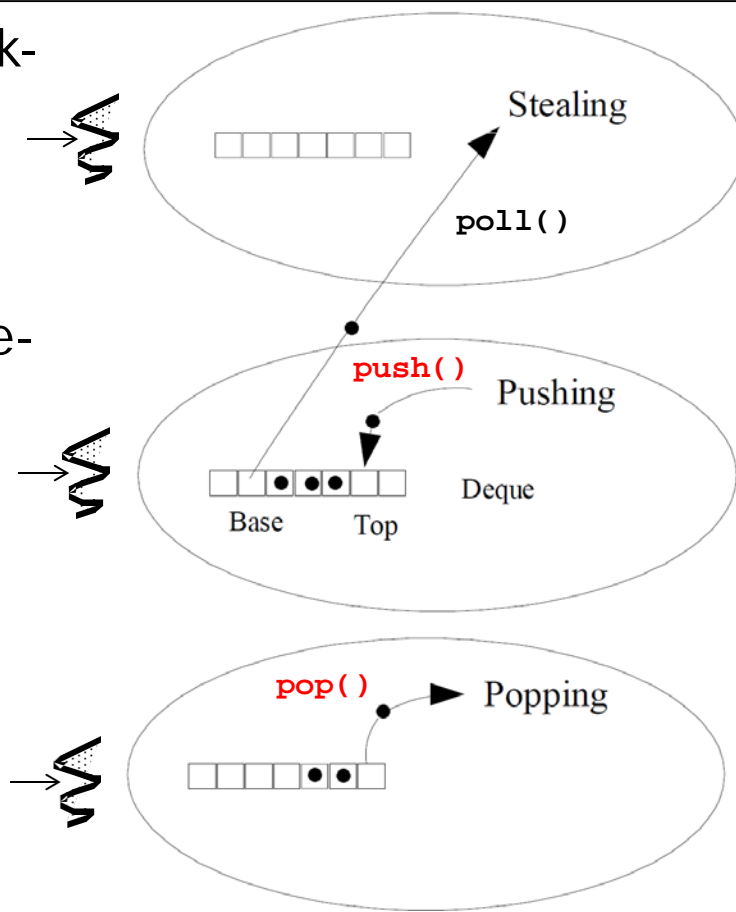 k-
Stealing
poll()
e-
push()
Pushing
Deque
Base Top
pop()
Popping